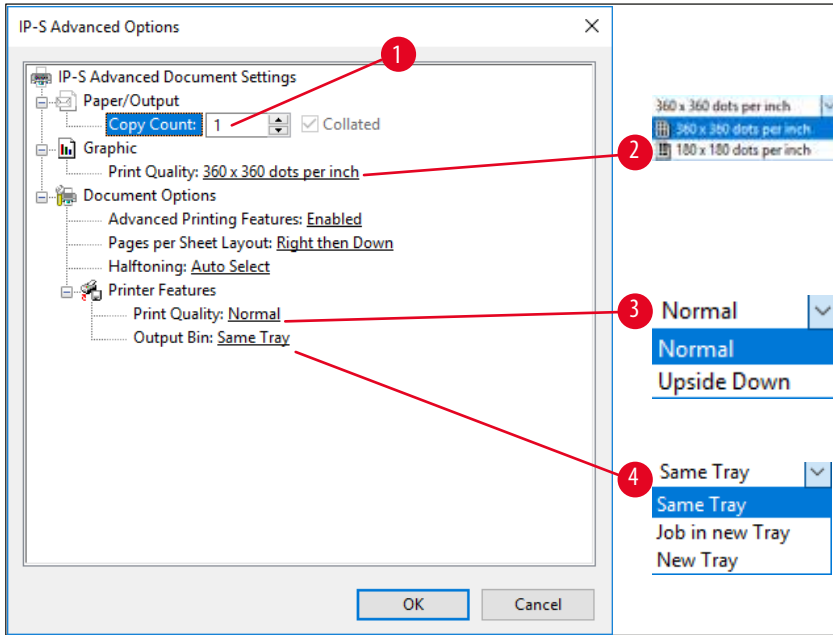 IP-S Advanced Options
IP-S Advanced Document Settings
Paper/Output
Copy Count: 1 Collated
Graphic
Print Quality: 360 x 360 dots per inch
Document Options
Advanced Printing Features: Enabled
Pages per Sheet Layout: Right then Down
Halftoning: Auto Select
Printer Features
Print Quality: Normal
Output Bin: Same Tray
OK Cancel
1
2
360 x 360 dots per inch
360 x 360 dots per inch
180 x 180 dots per inch
3
Normal
Normal
Upside Down
4
Same Tray
Same Tray
Job in new Tray
New Tray